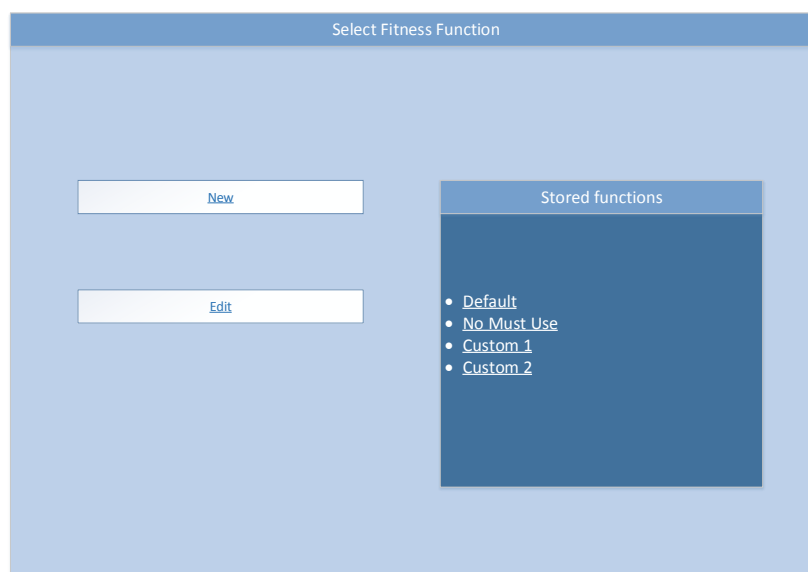 Select Fitness Function
New
Stored functions
Edit
• Default
• No Must Use
• Custom 1
• Custom 2